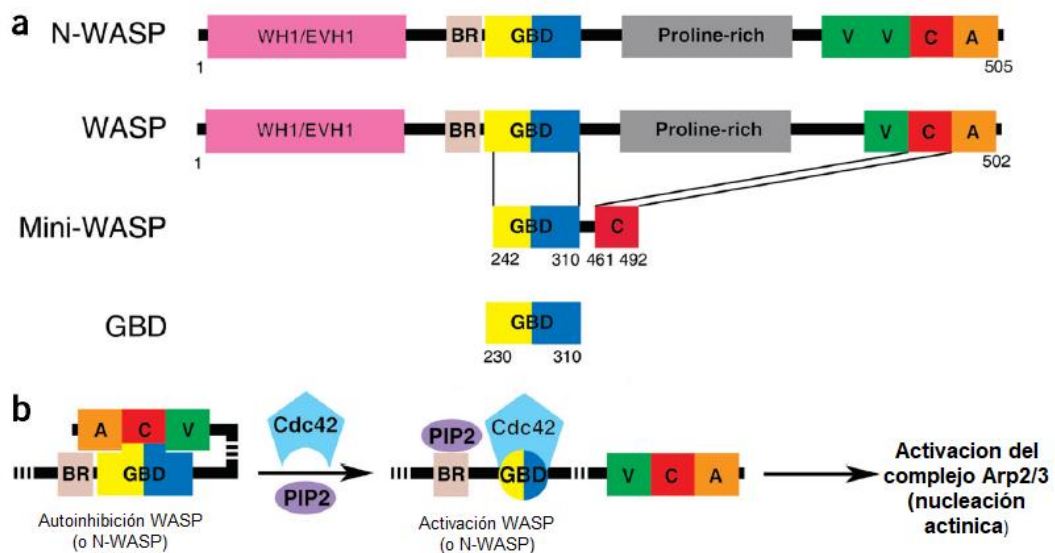 a
N-WASP
WH1/EVH1 BR GBD Proline-rich V V C A
1 505
WASP
WH1/EVH1 BR GBD Proline-rich V C A
1 502
Mini-WASP
GBD C
242 310 461 492
GBD
GBD
230 310
b
A C V
BR GBD
Autoinhibición WASP
(o N-WASP)
Cdc42
PIP2
PIP2 Cdc42
BR GBD V C A
Activación WASP
(o N-WASP)
Activacion del
complejo Arp2/3
(nucleación
actinica)